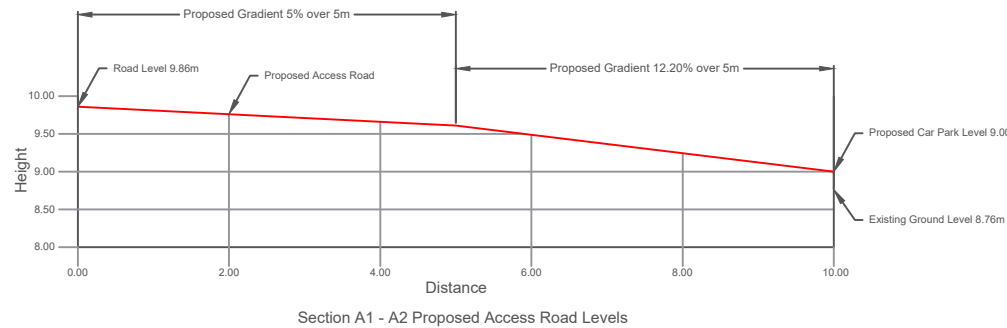 Proposed Gradient 5% over 5m
Road Level 9.86m
Proposed Access Road
Proposed Gradient 12.20% over 5m
10.00
9.50
9.00
8.50
8.00
Height
Proposed Car Park Level 9.00
Existing Ground Level 8.76m
0.00 2.00 4.00 6.00 8.00 10.00
Distance
Section A1 - A2 Proposed Access Road Levels